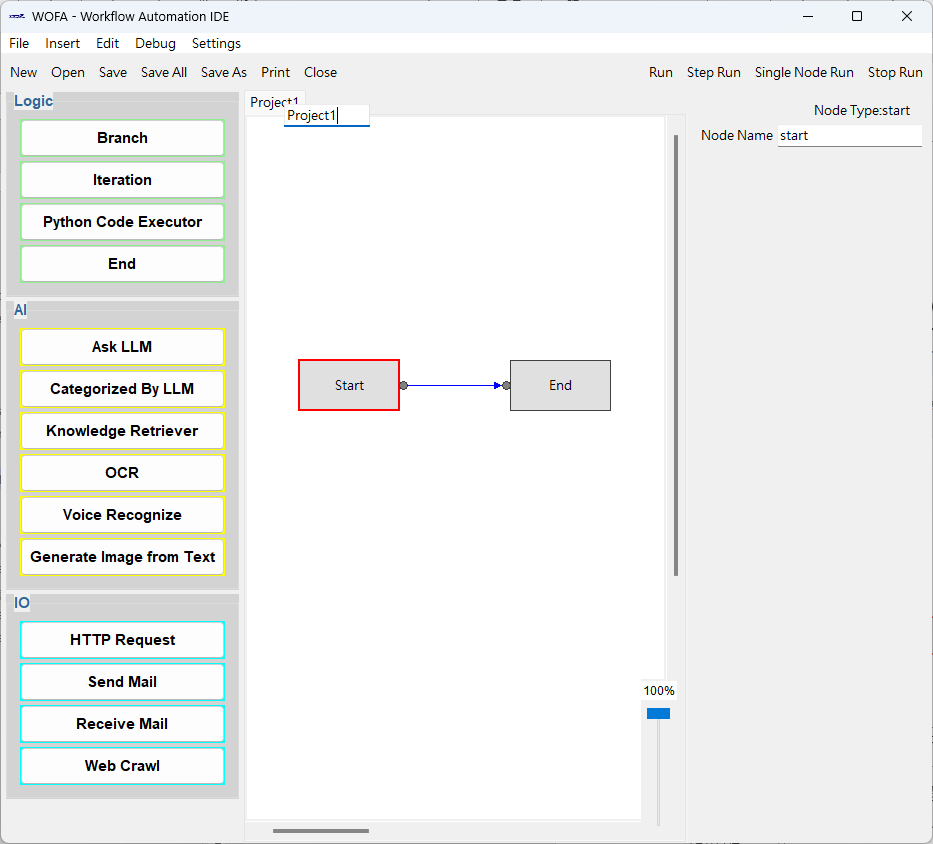 WOFA - Workflow Automation IDE
File Insert Edit Debug Settings
New Open Save Save All Save As Print Close Run Step Run Single Node Run Stop Run
Logic
Branch
Iteration
Python Code Executor
End
AI
Ask LLM
Categorized By LLM
Knowledge Retriever
OCR
Voice Recognize
Generate Image from Text
IO
HTTP Request
Send Mail
Receive Mail
Web Crawl
Project1
Project1
Start
End
100%
Node Type:start
Node Name start